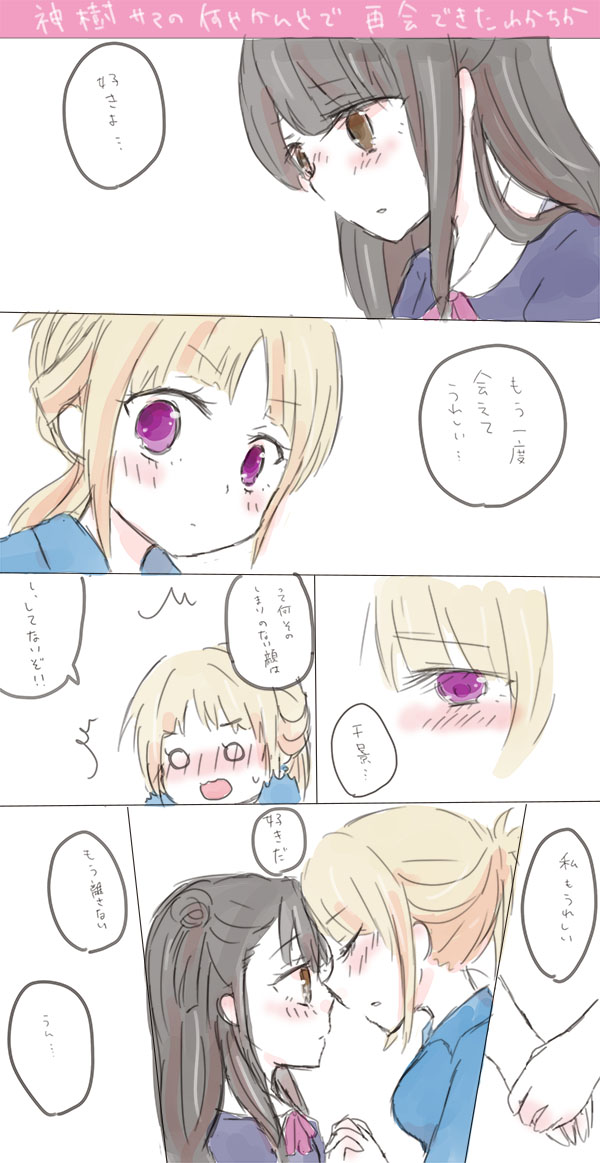 神樹サマの何やかんやで再会できたわかちか
好きよ…
もう一度
会えて
うれしい…
千景…
って何その
しまりのない顔は
し、してないぞ!!
私もうれしい
好きだ
もう離さない
うん…